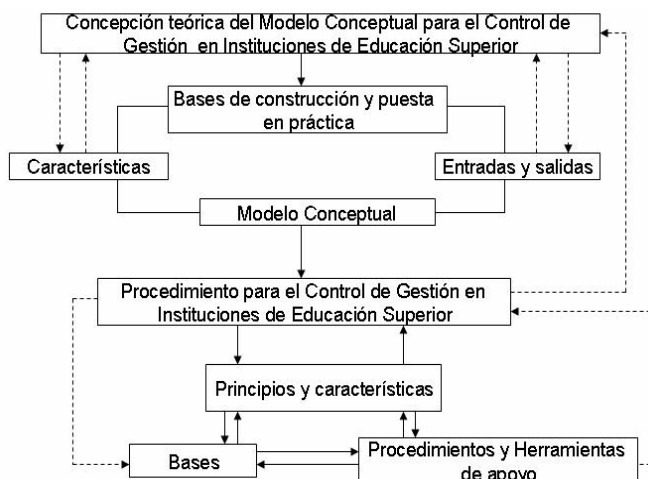 Concepción teórica del Modelo Conceptual para el Control de
Gestión en Instituciones de Educación Superior
Bases de construcción y puesta
en práctica
Características
Entradas y salidas
Modelo Conceptual
Procedimiento para el Control de Gestión en
Instituciones de Educación Superior
Principios y características
Bases
Procedimientos y Herramientas
de apoyo